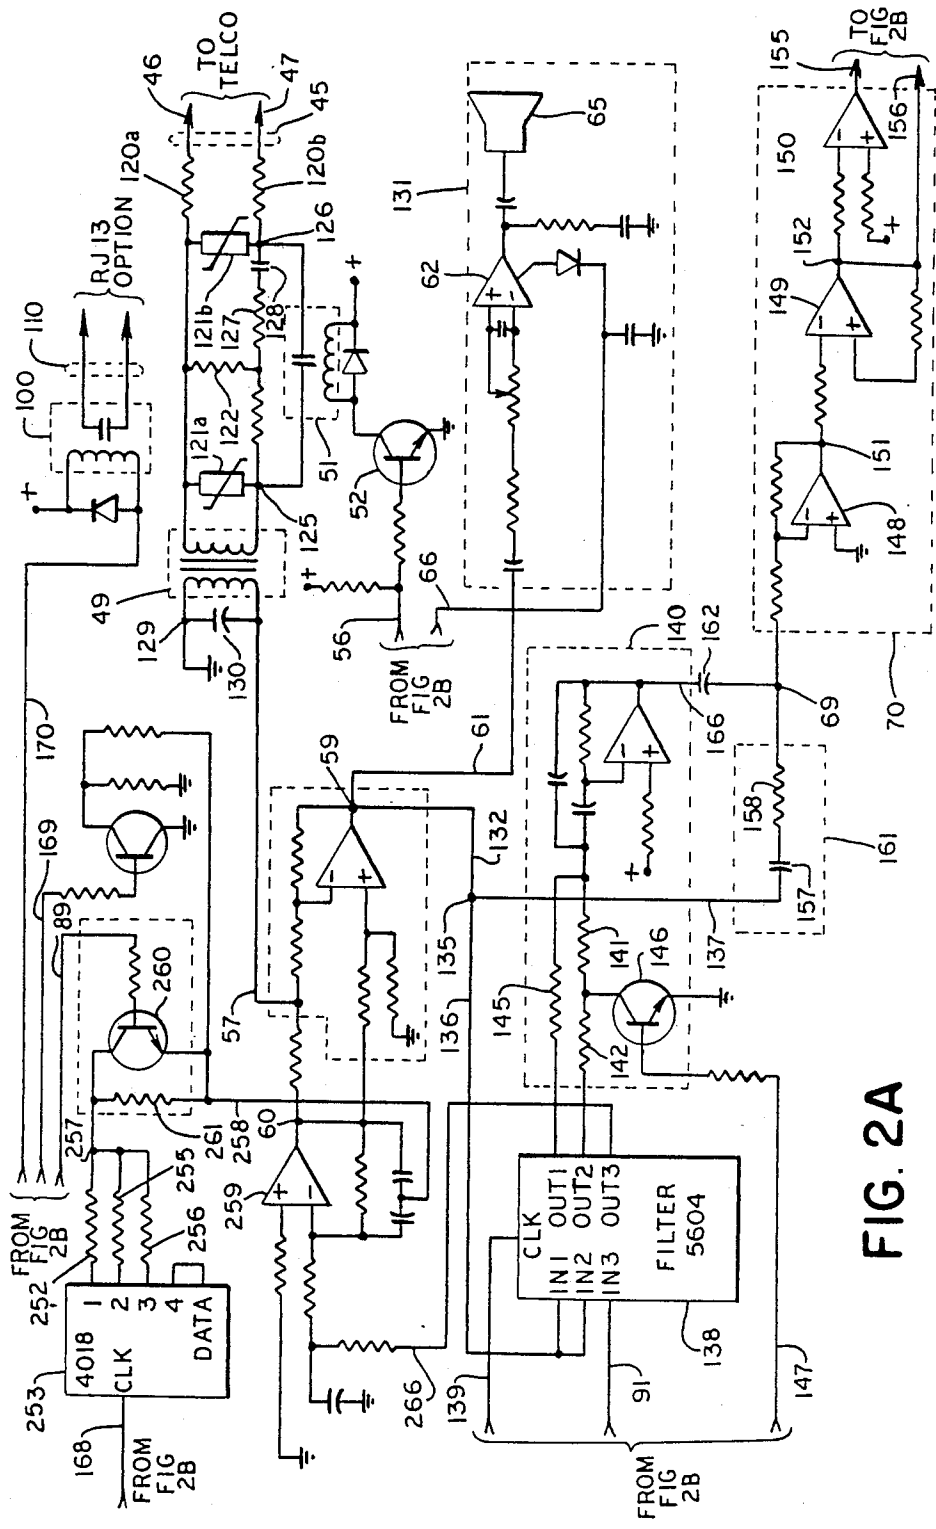 FROM
FIG
2B
168
253
4018
CLK
1
2
3
4
DATA
252
FROM
FIG
2B
257
255
256
261
258
260
89
169
170
100
110
RJ 13
OPTION
+
49
129
130
125
121a
122
121b
127
128
126
120a
120b
46
47
45
TO
TELCO
51
52
+
+
56
FROM
FIG
2B
66
131
62
+
−
65
57
59
−
+
60
259
+
−
61
132
135
136
137
266
139
91
147
FROM
FIG
2B
CLK
IN1
IN2
IN3
OUT1
OUT2
OUT3
FILTER
5604
138
145
142
141
146
140
−
+
+
166
162
158
157
161
69
70
−
+
148
151
149
−
+
152
150
−
+
+
155
156
TO
FIG
2B
FIG. 2A